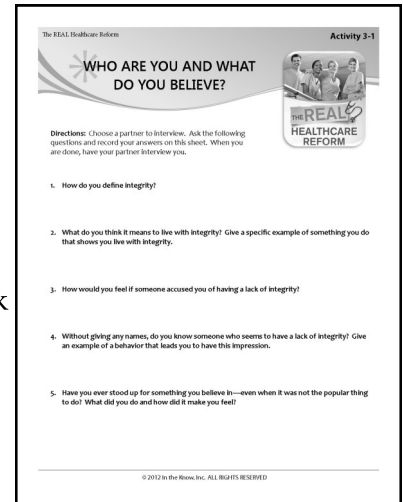 The REAL Healthcare Reform
Activity 3-1
WHO ARE YOU AND WHAT
DO YOU BELIEVE?
THE REAL
HEALTHCARE
REFORM
Directions: Choose a partner to interview. Ask the following
questions and record your answers on this sheet. When you
are done, have your partner interview you.
1. How do you define integrity?
2. What do you think it means to live with integrity? Give a specific example of something you do
that shows you live with integrity.
3. How would you feel if someone accused you of having a lack of integrity?
4. Without giving any names, do you know someone who seems to have a lack of integrity? Give
an example of a behavior that leads you to have this impression.
5. Have you ever stood up for something you believe in—even when it was not the popular thing
to do? What did you do and how did it make you feel?
© 2012 In the Know, Inc. ALL RIGHTS RESERVED